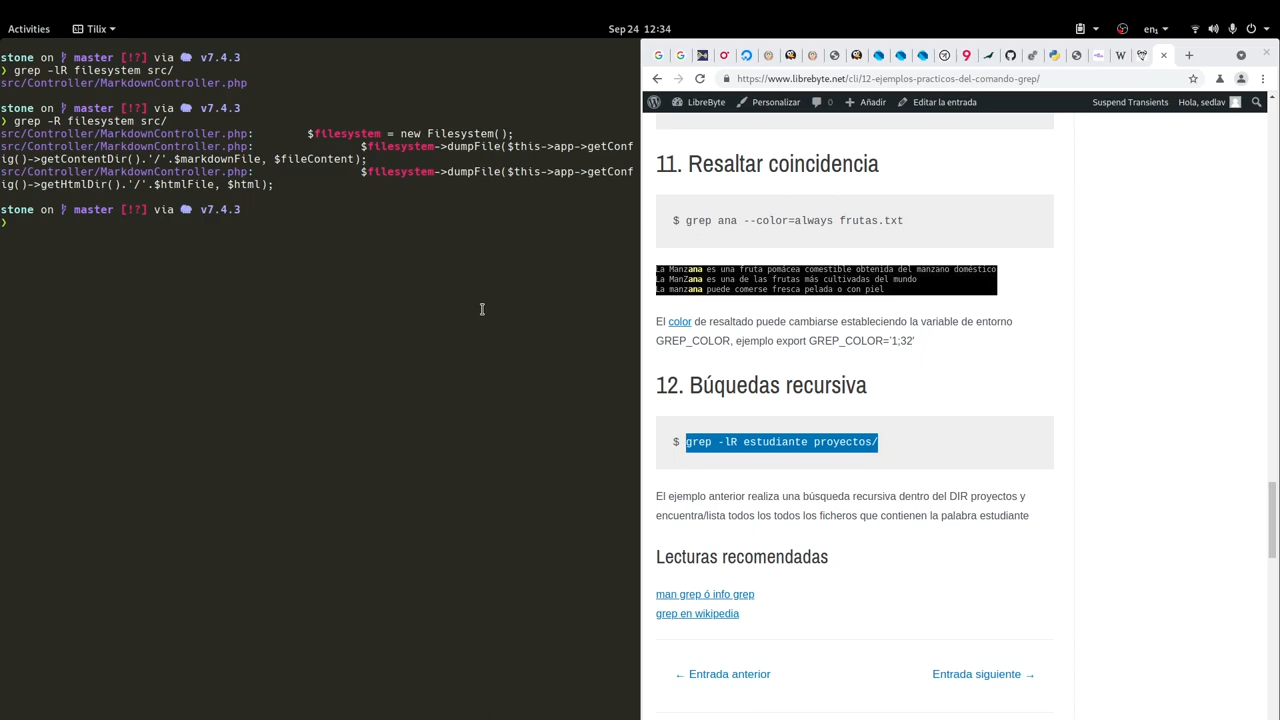 Activities
Tilix
Sep 24 12:34
en₁
stone on master [!?] via v7.4.3
❯ grep -lR filesystem src/
src/Controller/MarkdownController.php
stone on master [!?] via v7.4.3
❯ grep -R filesystem src/
src/Controller/MarkdownController.php:        $filesystem = new Filesystem();
src/Controller/MarkdownController.php:                $filesystem->dumpFile($this->app->getConf
ig()->getContentDir().'/'.$markdownFile, $fileContent);
src/Controller/MarkdownController.php:                $filesystem->dumpFile($this->app->getConf
ig()->getHtmlDir().'/'.$htmlFile, $html);
stone on master [!?] via v7.4.3
❯
https://www.librebyte.net/cli/12-ejemplos-practicos-del-comando-grep/
LibreByte
Personalizar
0
Añadir
Editar la entrada
Suspend Transients
Hola, sedlav
11. Resaltar coincidencia
$ grep ana --color=always frutas.txt
La Manzana es una fruta pomácea comestible obtenida del manzano doméstico
La ManZana es una de las frutas más cultivadas del mundo
La manzana puede comerse fresca pelada o con piel
El color de resaltado puede cambiarse estableciendo la variable de entorno
GREP_COLOR, ejemplo export GREP_COLOR='1;32'
12. Búquedas recursiva
$ grep -lR estudiante proyectos/
El ejemplo anterior realiza una búsqueda recursiva dentro del DIR proyectos y
encuentra/lista todos los todos los ficheros que contienen la palabra estudiante
Lecturas recomendadas
man grep ó info grep
grep en wikipedia
← Entrada anterior
Entrada siguiente →